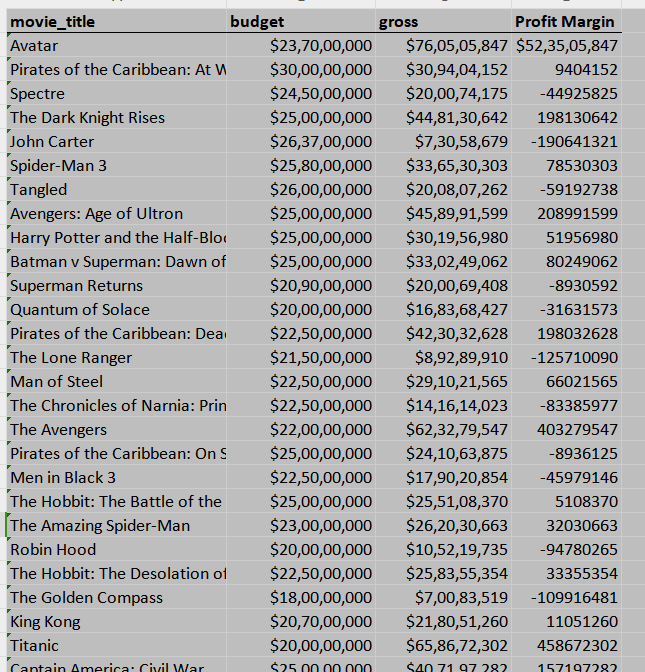 movie_title budget gross Profit Margin
Avatar $23,70,00,000 $76,05,05,847 $52,35,05,847
Pirates of the Caribbean: At W $30,00,00,000 $30,94,04,152 9404152
Spectre $24,50,00,000 $20,00,74,175 -44925825
The Dark Knight Rises $25,00,00,000 $44,81,30,642 198130642
John Carter $26,37,00,000 $7,30,58,679 -190641321
Spider-Man 3 $25,80,00,000 $33,65,30,303 78530303
Tangled $26,00,00,000 $20,08,07,262 -59192738
Avengers: Age of Ultron $25,00,00,000 $45,89,91,599 208991599
Harry Potter and the Half-Bloo $25,00,00,000 $30,19,56,980 51956980
Batman v Superman: Dawn of $25,00,00,000 $33,02,49,062 80249062
Superman Returns $20,90,00,000 $20,00,69,408 -8930592
Quantum of Solace $20,00,00,000 $16,83,68,427 -31631573
Pirates of the Caribbean: Dea $22,50,00,000 $42,30,32,628 198032628
The Lone Ranger $21,50,00,000 $8,92,89,910 -125710090
Man of Steel $22,50,00,000 $29,10,21,565 66021565
The Chronicles of Narnia: Prin $22,50,00,000 $14,16,14,023 -83385977
The Avengers $22,00,00,000 $62,32,79,547 403279547
Pirates of the Caribbean: On S $25,00,00,000 $24,10,63,875 -8936125
Men in Black 3 $22,50,00,000 $17,90,20,854 -45979146
The Hobbit: The Battle of the $25,00,00,000 $25,51,08,370 5108370
The Amazing Spider-Man $23,00,00,000 $26,20,30,663 32030663
Robin Hood $20,00,00,000 $10,52,19,735 -94780265
The Hobbit: The Desolation of $22,50,00,000 $25,83,55,354 33355354
The Golden Compass $18,00,00,000 $7,00,83,519 -109916481
King Kong $20,70,00,000 $21,80,51,260 11051260
Titanic $20,00,00,000 $65,86,72,302 458672302
Captain America: Civil War $25,00,00,000 $40,71,97,282 157197282